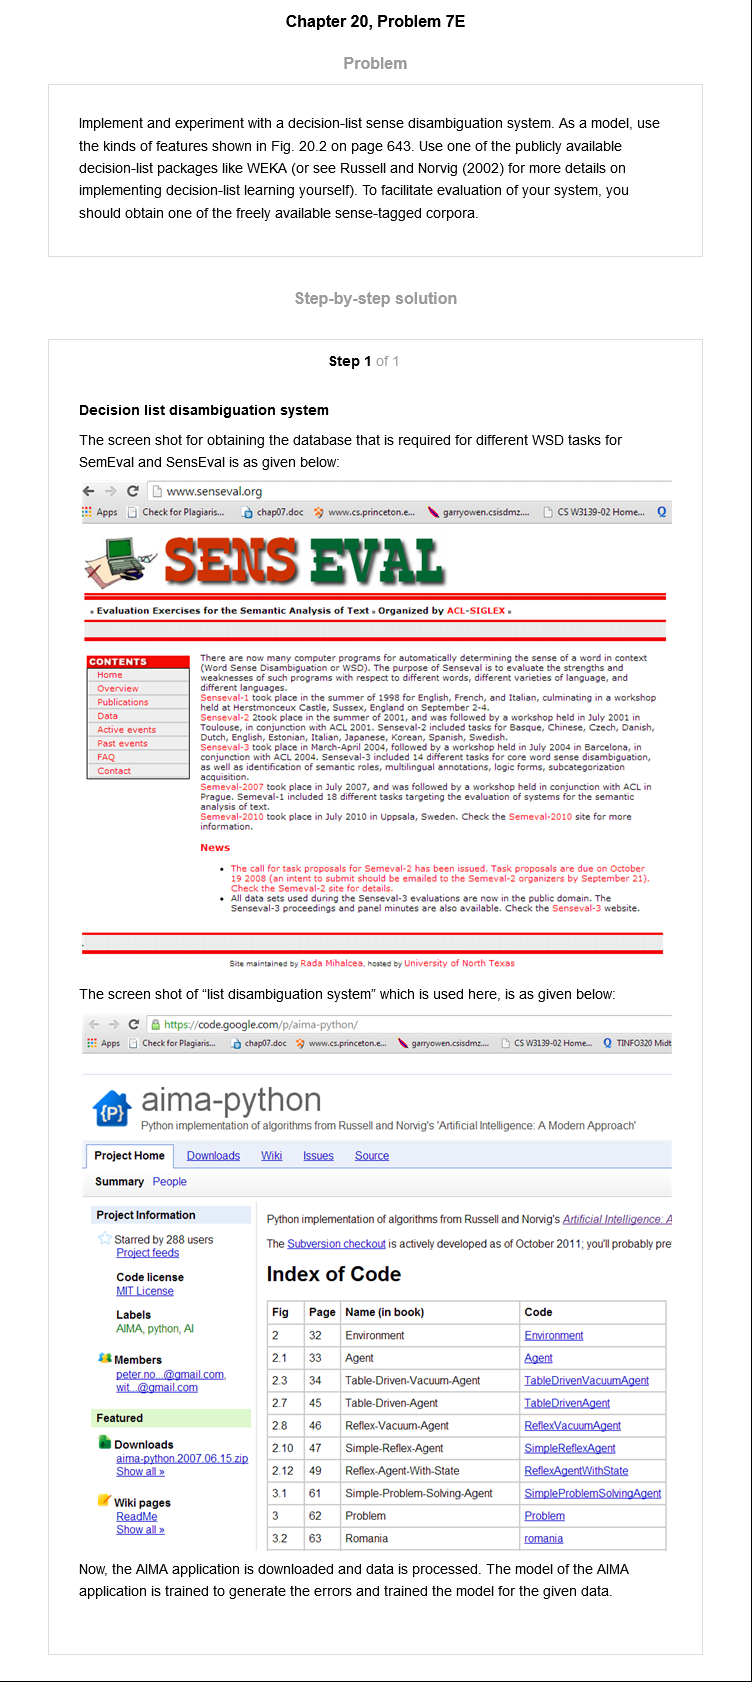 Chapter 20, Problem 7E
Problem
Implement and experiment with a decision-list sense disambiguation system. As a model, use
the kinds of features shown in Fig. 20.2 on page 643. Use one of the publicly available
decision-list packages like WEKA (or see Russell and Norvig (2002) for more details on
implementing decision-list learning yourself). To facilitate evaluation of your system, you
should obtain one of the freely available sense-tagged corpora.
Step-by-step solution
Step 1 of 1
Decision list disambiguation system
The screen shot for obtaining the database that is required for different WSD tasks for
SemEval and SensEval is as given below:
www.senseval.org
Apps Check for Plagiaris... chap07.doc www.cs.princeton.e... garryowen.csisdmz.... CS W3139-02 Home...
SENS EVAL
Evaluation Exercises for the Semantic Analysis of Text Organized by ACL-SIGLEX
CONTENTS
Home
Overview
Publications
Data
Active events
Past events
FAQ
Contact
There are now many computer programs for automatically determining the sense of a word in context
(Word Sense Disambiguation or WSD). The purpose of Senseval is to evaluate the strengths and
weaknesses of such programs with respect to different words, different varieties of language, and
different languages.
Senseval-1 took place in the summer of 1998 for English, French, and Italian, culminating in a workshop
held at Herstmonceux Castle, Sussex, England on September 2-4.
Senseval-2 2took place in the summer of 2001, and was followed by a workshop held in July 2001 in
Toulouse, in conjunction with ACL 2001. Senseval-2 included tasks for Basque, Chinese, Czech, Danish,
Dutch, English, Estonian, Italian, Japanese, Korean, Spanish, Swedish.
Senseval-3 took place in March-April 2004, followed by a workshop held in July 2004 in Barcelona, in
conjunction with ACL 2004. Senseval-3 included 14 different tasks for core word sense disambiguation,
as well as identification of semantic roles, multilingual annotations, logic forms, subcategorization
acquisition.
Semeval-2007 took place in July 2007, and was followed by a workshop held in conjunction with ACL in
Prague. Semeval-1 included 18 different tasks targeting the evaluation of systems for the semantic
analysis of text.
Semeval-2010 took place in July 2010 in Uppsala, Sweden. Check the Semeval-2010 site for more
information.
News
The call for task proposals for Semeval-2 has been issued. Task proposals are due on October
19 2008 (an intent to submit should be emailed to the Semeval-2 organizers by September 21).
Check the Semeval-2 site for details.
All data sets used during the Senseval-3 evaluations are now in the public domain. The
Senseval-3 proceedings and panel minutes are also available. Check the Senseval-3 website.
Site maintained by Rada Mihalcea, hosted by University of North Texas
The screen shot of “list disambiguation system” which is used here, is as given below:
https://code.google.com/p/aima-python/
Apps Check for Plagiaris... chap07.doc www.cs.princeton.e... garryowen.csisdmz.... CS W3139-02 Home... TINFO320 Midt
{P} aima-python
Python implementation of algorithms from Russell and Norvig's 'Artificial Intelligence: A Modern Approach'
Project Home Downloads Wiki Issues Source
Summary People
Project Information
Starred by 288 users
Project feeds
Code license
MIT License
Labels
AIMA, python, AI
Members
peter.no...@gmail.com,
wit...@gmail.com
Featured
Downloads
aima-python.2007.06.15.zip
Show all »
Wiki pages
ReadMe
Show all »
Python implementation of algorithms from Russell and Norvig's Artificial Intelligence: A
The Subversion checkout is actively developed as of October 2011; you'll probably pre
Index of Code
Fig Page Name (in book) Code
2 32 Environment Environment
2.1 33 Agent Agent
2.3 34 Table-Driven-Vacuum-Agent TableDrivenVacuumAgent
2.7 45 Table-Driven-Agent TableDrivenAgent
2.8 46 Reflex-Vacuum-Agent ReflexVacuumAgent
2.10 47 Simple-Reflex-Agent SimpleReflexAgent
2.12 49 Reflex-Agent-With-State ReflexAgentWithState
3.1 61 Simple-Problem-Solving-Agent SimpleProblemSolvingAgent
3 62 Problem Problem
3.2 63 Romania romania
Now, the AIMA application is downloaded and data is processed. The model of the AIMA
application is trained to generate the errors and trained the model for the given data.